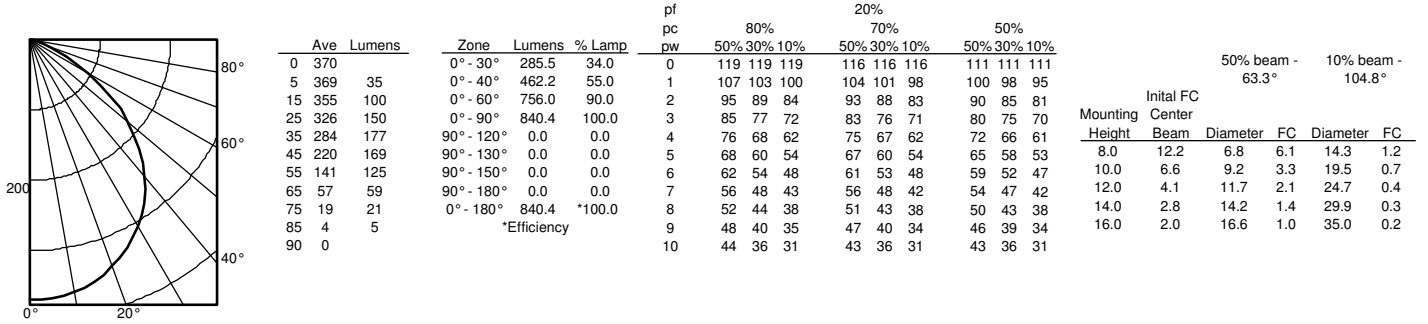 80°
60°
200
40°
0° 20°
Ave Lumens
0 370
5 369 35
15 355 100
25 326 150
35 284 177
45 220 169
55 141 125
65 57 59
75 19 21
85 4 5
90 0
Zone Lumens % Lamp
0° - 30° 285.5 34.0
0° - 40° 462.2 55.0
0° - 60° 756.0 90.0
0° - 90° 840.4 100.0
90° - 120° 0.0 0.0
90° - 130° 0.0 0.0
90° - 150° 0.0 0.0
90° - 180° 0.0 0.0
0° - 180° 840.4 *100.0
*Efficiency
pf 20%
pc 80% 70% 50%
pw 50% 30% 10% 50% 30% 10% 50% 30% 10%
0 119 119 119 116 116 116 111 111 111
1 107 103 100 104 101 98 100 98 95
2 95 89 84 93 88 83 90 85 81
3 85 77 72 83 76 71 80 75 70
4 76 68 62 75 67 62 72 66 61
5 68 60 54 67 60 54 65 58 53
6 62 54 48 61 53 48 59 52 47
7 56 48 43 56 48 42 54 47 42
8 52 44 38 51 43 38 50 43 38
9 48 40 35 47 40 34 46 39 34
10 44 36 31 43 36 31 43 36 31
50% beam - 10% beam -
63.3° 104.8°
Inital FC
Mounting Center
Height Beam Diameter FC Diameter FC
8.0 12.2 6.8 6.1 14.3 1.2
10.0 6.6 9.2 3.3 19.5 0.7
12.0 4.1 11.7 2.1 24.7 0.4
14.0 2.8 14.2 1.4 29.9 0.3
16.0 2.0 16.6 1.0 35.0 0.2